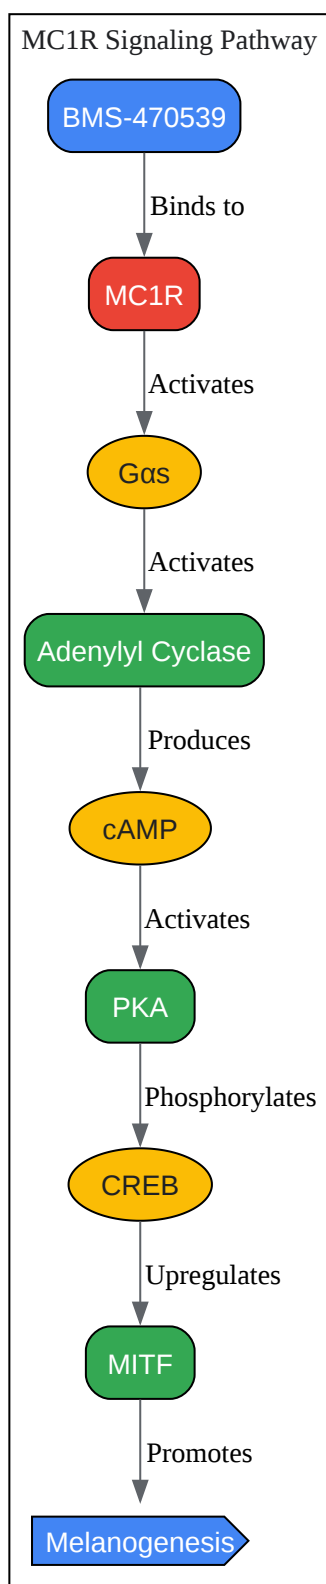 MC1R Signaling Pathway
BMS-470539
Binds to
MC1R
Activates
Gαs
Activates
Adenylyl Cyclase
Produces
cAMP
Activates
PKA
Phosphorylates
CREB
Upregulates
MITF
Promotes
Melanogenesis